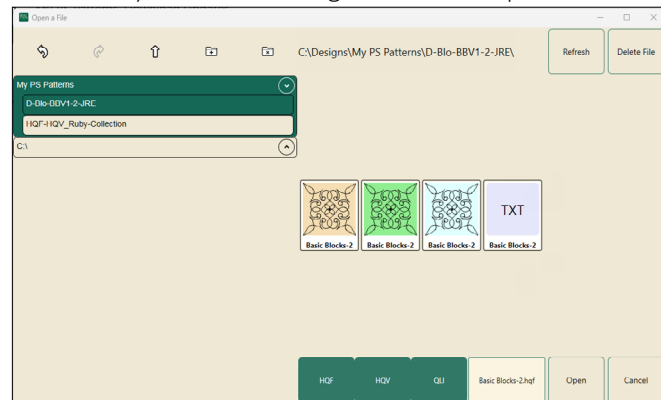 Open a File
C:\Designs\My PS Patterns\D-Blo-BBV1-2-JRE\
Refresh
Delete File
My PS Patterns
D-Blo-BBV1-2-JRE
HQF-HQV_Ruby-Collection
C:\
TXT
Basic Blocks-2
Basic Blocks-2
Basic Blocks-2
Basic Blocks-2
HQF
HQV
QLI
Basic Blocks-2.hqf
Open
Cancel